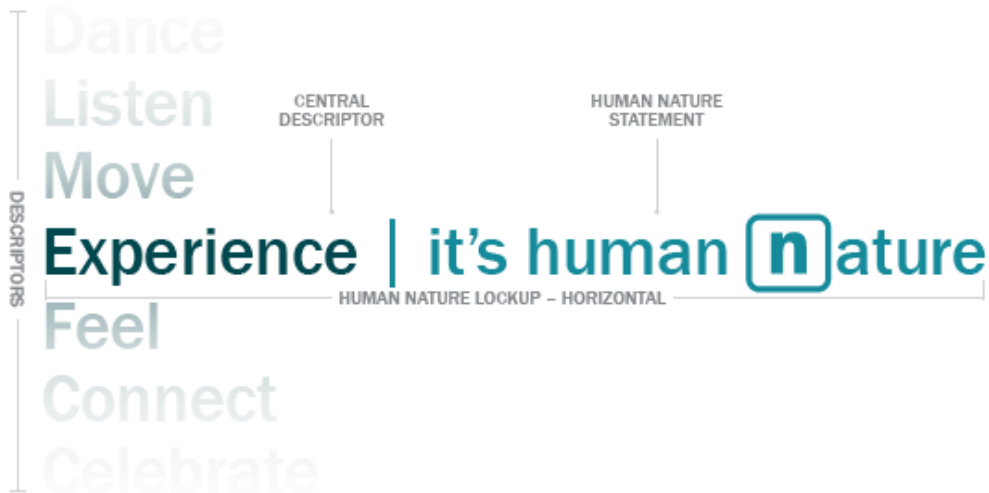 Dance
Listen
CENTRAL
DESCRIPTOR
HUMAN NATURE
STATEMENT
Move
DESCRIPTORS
Experience | it's human nature
HUMAN NATURE LOCKUP – HORIZONTAL
Feel
Connect
Celebrate